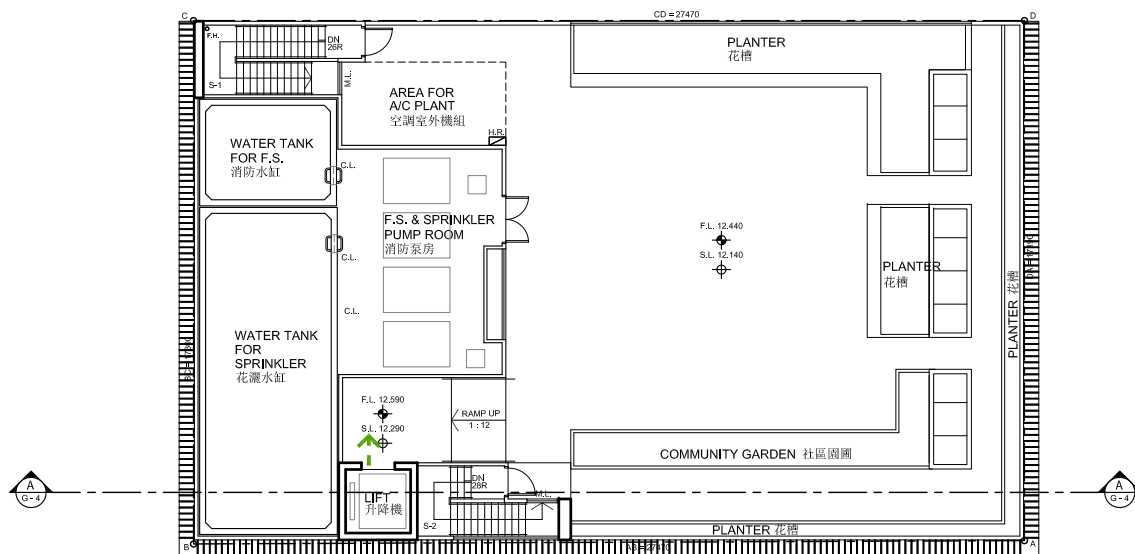 C
CD = 27470
D
F.H.
DN
26R
S-1
M.L.
PLANTER
花槽
AREA FOR
A/C PLANT
空調室外機組
H.R.
WATER TANK
FOR F.S.
消防水缸
C.L.
F.S. & SPRINKLER
PUMP ROOM
消防泵房
C.L.
F.L. 12.440
S.L. 12.140
PLANTER
花槽
PLANTER 花槽
C.L.
WATER TANK
FOR
SPRINKLER
花灑水缸
F.L. 12.590
S.L. 12.290
RAMP UP
1 : 12
COMMUNITY GARDEN 社區園圃
A
G-4
LIFT
升降機
DN
28R
S-2
M.L.
A
G-4
PLANTER 花槽
B
AB = 27470
A